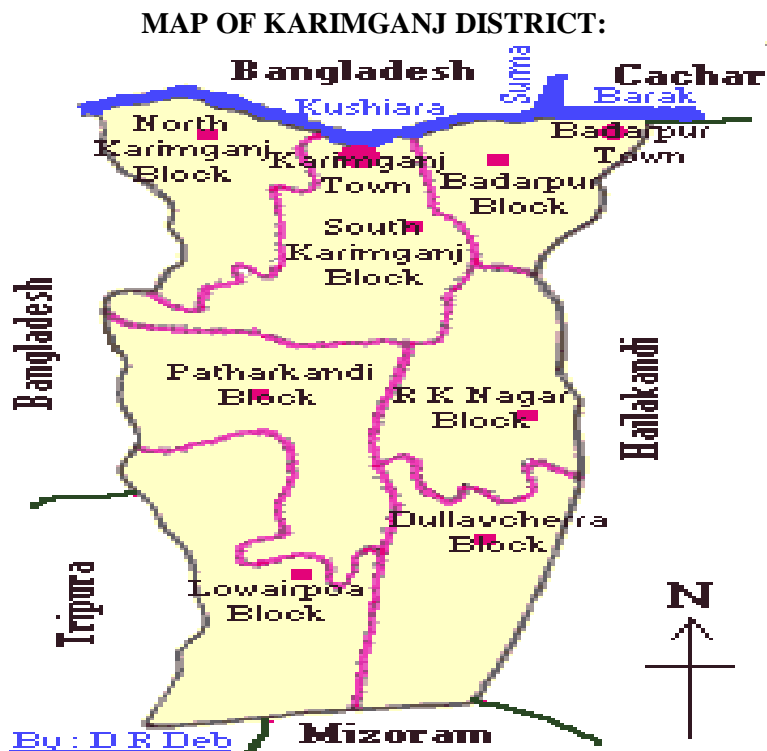 MAP OF KARIMGANJ DISTRICT:
Bangladesh
Surma
Cachar
Kushiara
Barak
North
Karimganj
Block
Karimganj
Town
Badarpur
Town
Badarpur
Block
South
Karimganj
Block
Bangladesh
Hailakandi
Patharkandi
Block
R K Nagar
Block
Dullavcherra
Block
Tripura
Lowairpoa
Block
N
Mizoram
By : D R Deb